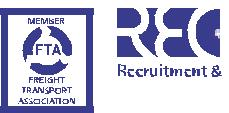 MEMBER
FTA
FREIGHT
TRANSPORT
ASSOCIATION
REC
Recruitment &